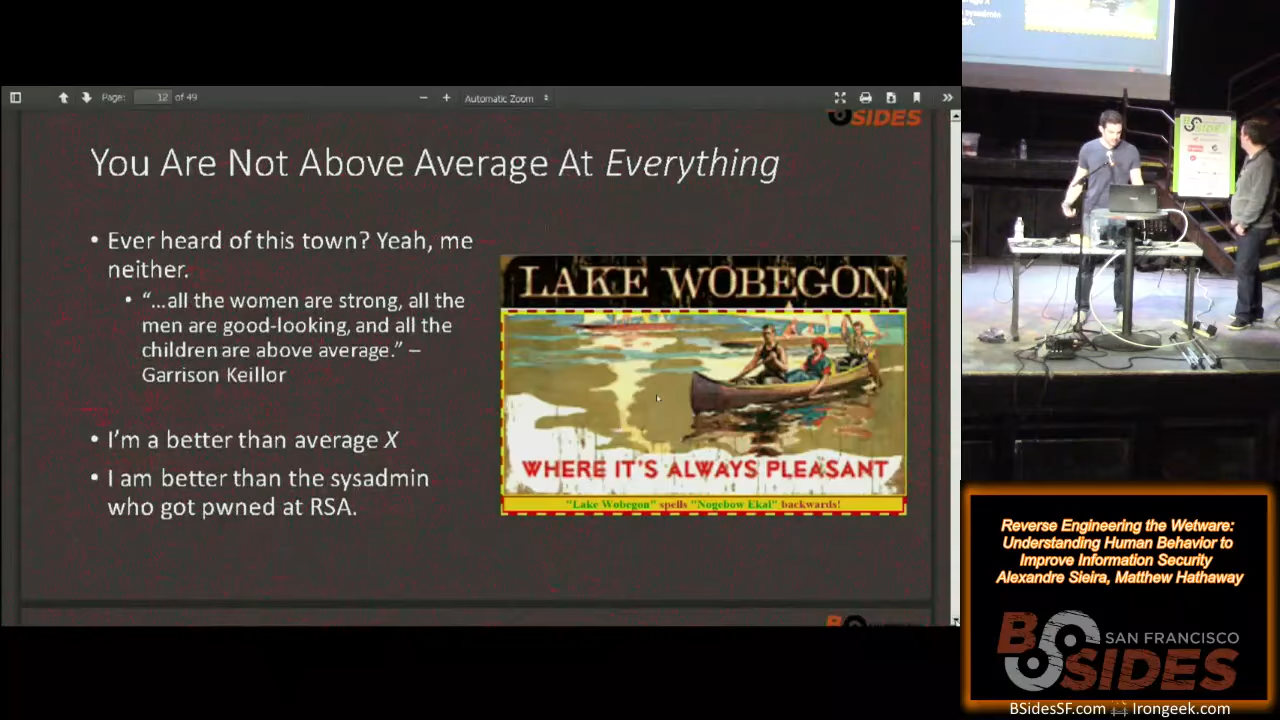 Page: 12 of 49
Automatic Zoom
SIDES
You Are Not Above Average At Everything
• Ever heard of this town? Yeah, me
neither.
• “...all the women are strong, all the
men are good-looking, and all the
children are above average.” –
Garrison Keillor
• I’m a better than average X
• I am better than the sysadmin
who got pwned at RSA.
LAKE WOBEGON
WHERE IT'S ALWAYS PLEASANT
"Lake Wobegon" spells "Nogebow Ekal" backwards!
sysadmin
SA.
SIDES
Reverse Engineering the Wetware:
Understanding Human Behavior to
Improve Information Security
Alexandre Sieira, Matthew Hathaway
BSIDES
SAN FRANCISCO
BSidesSF.com Irongeek.com